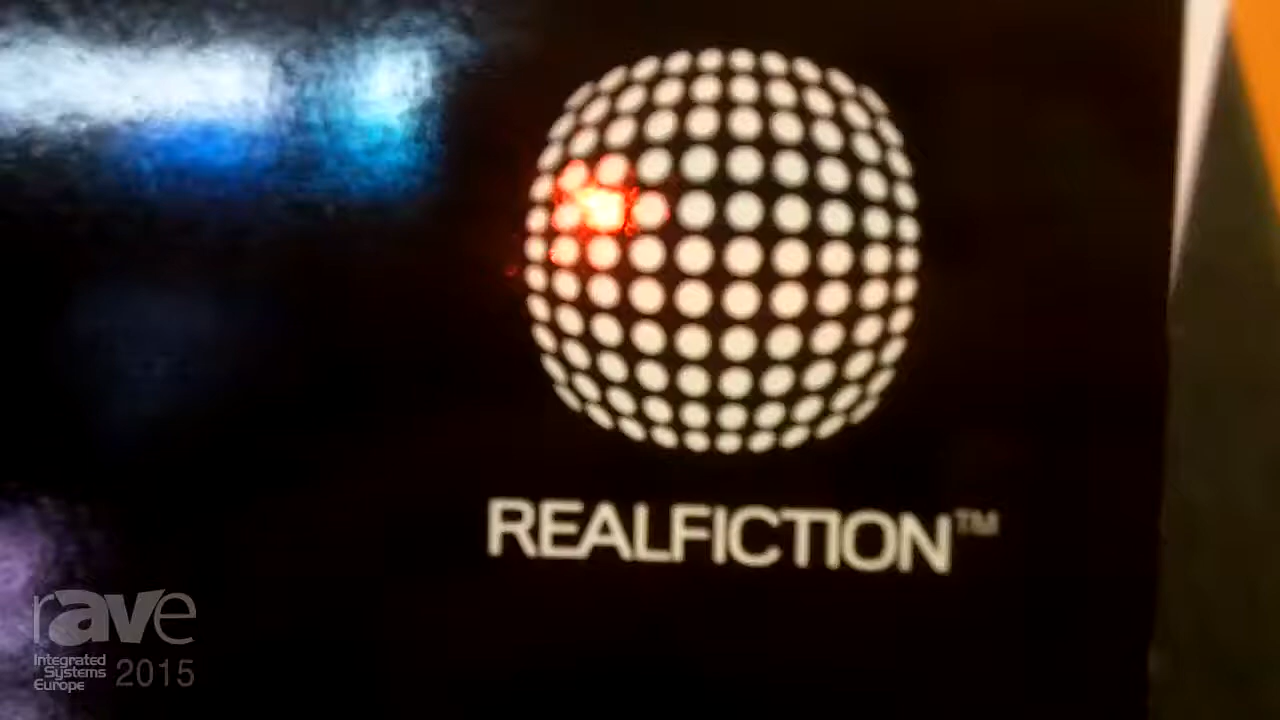 REALFICTION™
rave
Integrated
Systems
Europe 2015